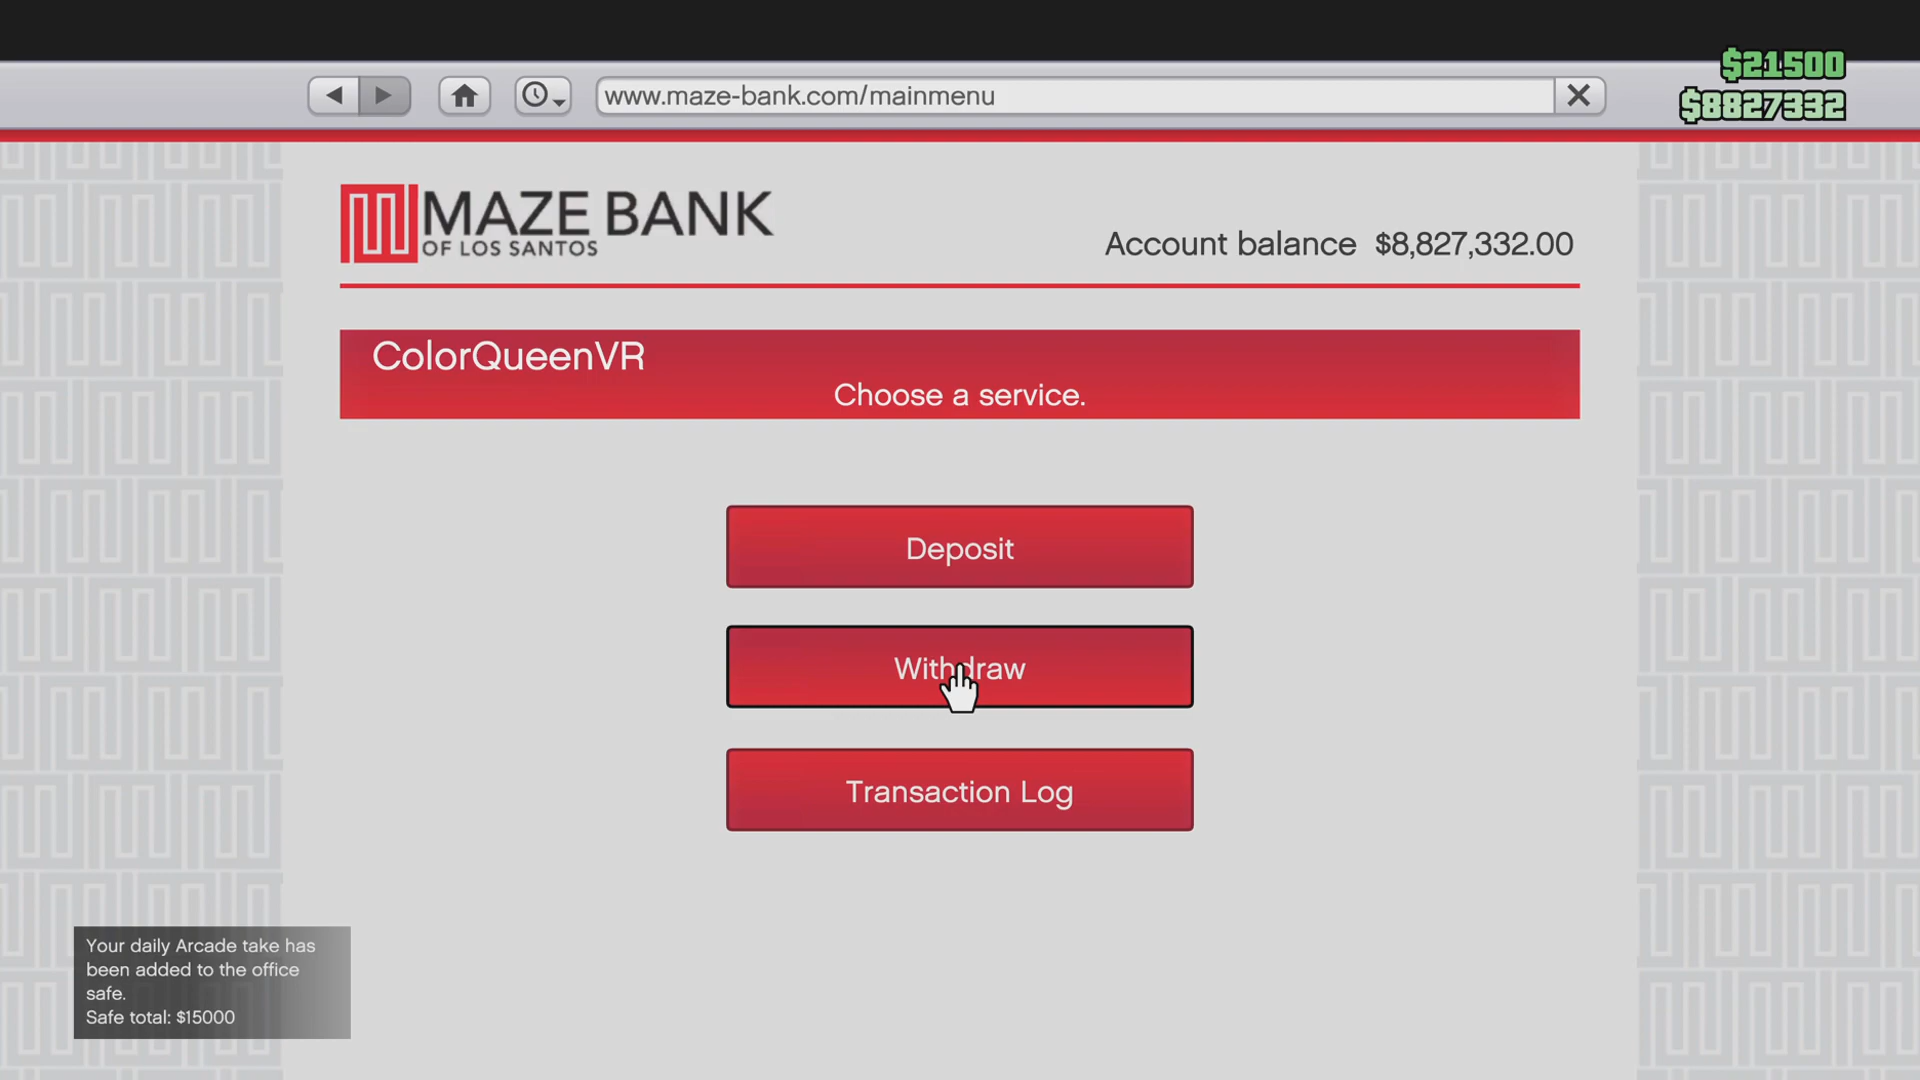 $21500
www.maze-bank.com/mainmenu
$8827332
MAZE BANK
OF LOS SANTOS
Account balance $8,827,332.00
ColorQueenVR
Choose a service.
Deposit
Withdraw
Transaction Log
Your daily Arcade take has
been added to the office
safe.
Safe total: $15000